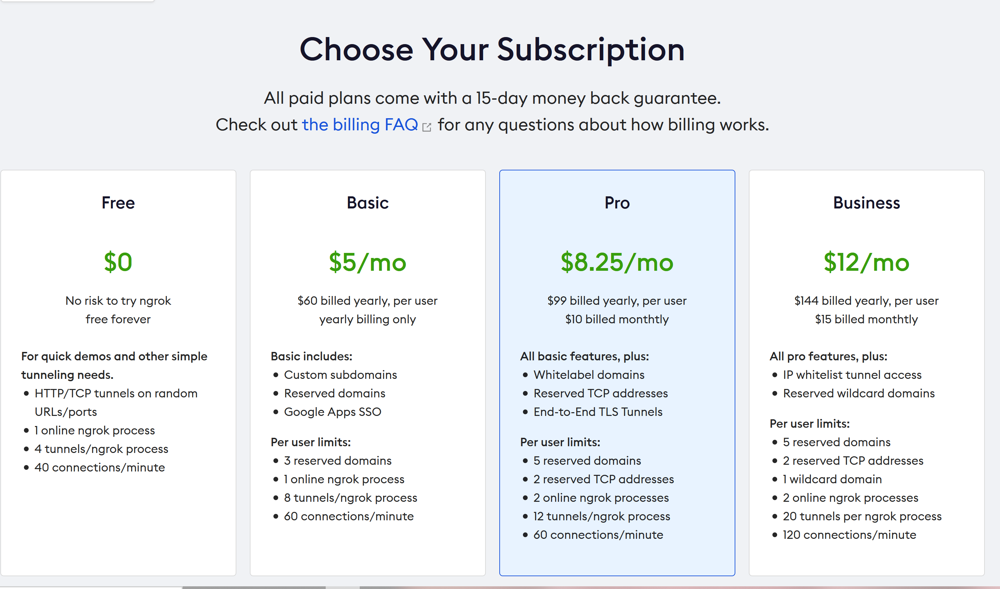 Choose Your Subscription
All paid plans come with a 15-day money back guarantee.
Check out the billing FAQ for any questions about how billing works.
Free
$0
No risk to try ngrok
free forever
For quick demos and other simple
tunneling needs.
HTTP/TCP tunnels on random
URLs/ports
1 online ngrok process
4 tunnels/ngrok process
40 connections/minute
Basic
$5/mo
$60 billed yearly, per user
yearly billing only
Basic includes:
Custom subdomains
Reserved domains
Google Apps SSO
Per user limits:
3 reserved domains
1 online ngrok process
8 tunnels/ngrok process
60 connections/minute
Pro
$8.25/mo
$99 billed yearly, per user
$10 billed monthtly
All basic features, plus:
Whitelabel domains
Reserved TCP addresses
End-to-End TLS Tunnels
Per user limits:
5 reserved domains
2 reserved TCP addresses
2 online ngrok processes
12 tunnels/ngrok process
60 connections/minute
Business
$12/mo
$144 billed yearly, per user
$15 billed monthtly
All pro features, plus:
IP whitelist tunnel access
Reserved wildcard domains
Per user limits:
5 reserved domains
2 reserved TCP addresses
1 wildcard domain
2 online ngrok processes
20 tunnels per ngrok process
120 connections/minute